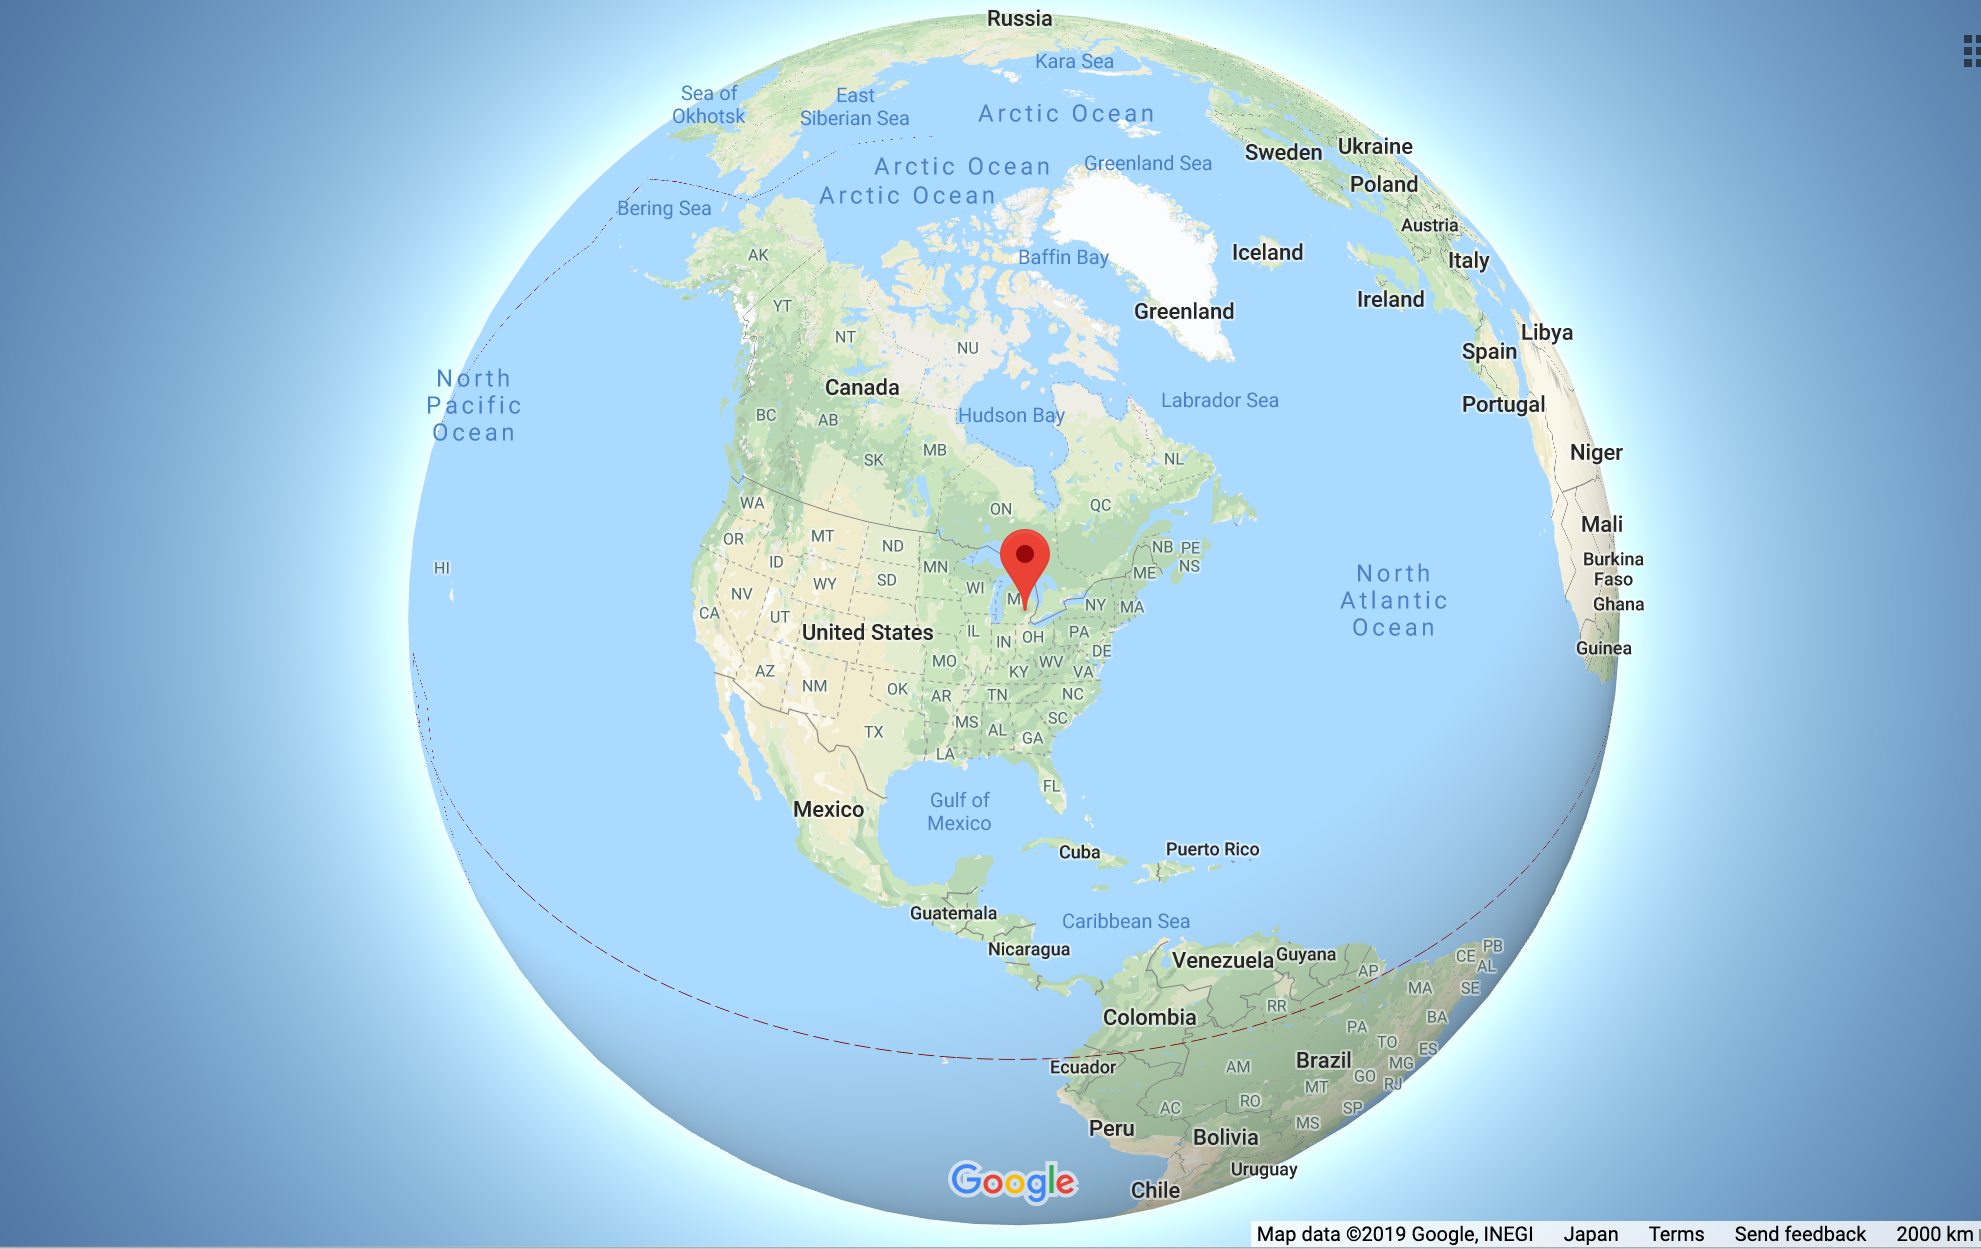 Russia
Kara Sea
Sea of
Okhotsk
East
Siberian Sea
Arctic Ocean
Sweden
Ukraine
Greenland Sea
Arctic Ocean
Arctic Ocean
Poland
Bering Sea
Austria
AK
Baffin Bay
Iceland
Italy
YT
Greenland
Ireland
NT
NU
Libya
Spain
North
Pacific
Ocean
Canada
Labrador Sea
Portugal
BC
AB
Hudson Bay
SK
MB
NL
Niger
WA
ON
QC
Mali
OR
MT
ND
NB
PE
HI
ID
MN
NS
Burkina
Faso
WY
SD
WI
ME
North
Atlantic
Ocean
NV
M
CA
UT
NY
MA
Ghana
United States
IL
IN
OH
PA
Guinea
AZ
NM
MO
KY
WV
VA
DE
OK
AR
TN
NC
TX
MS
AL
GA
SC
LA
FL
Mexico
Gulf of
Mexico
Cuba
Puerto Rico
Guatemala
Caribbean Sea
Nicaragua
Venezuela
Guyana
AP
CE
PB
AL
RR
MA
SE
Colombia
PA
BA
Ecuador
AM
Brazil
TO
ES
MG
MT
GO
RJ
AC
RO
SP
Peru
Bolivia
MS
Uruguay
Chile
Google
Map data ©2019 Google, INEGI Japan Terms Send feedback 2000 km